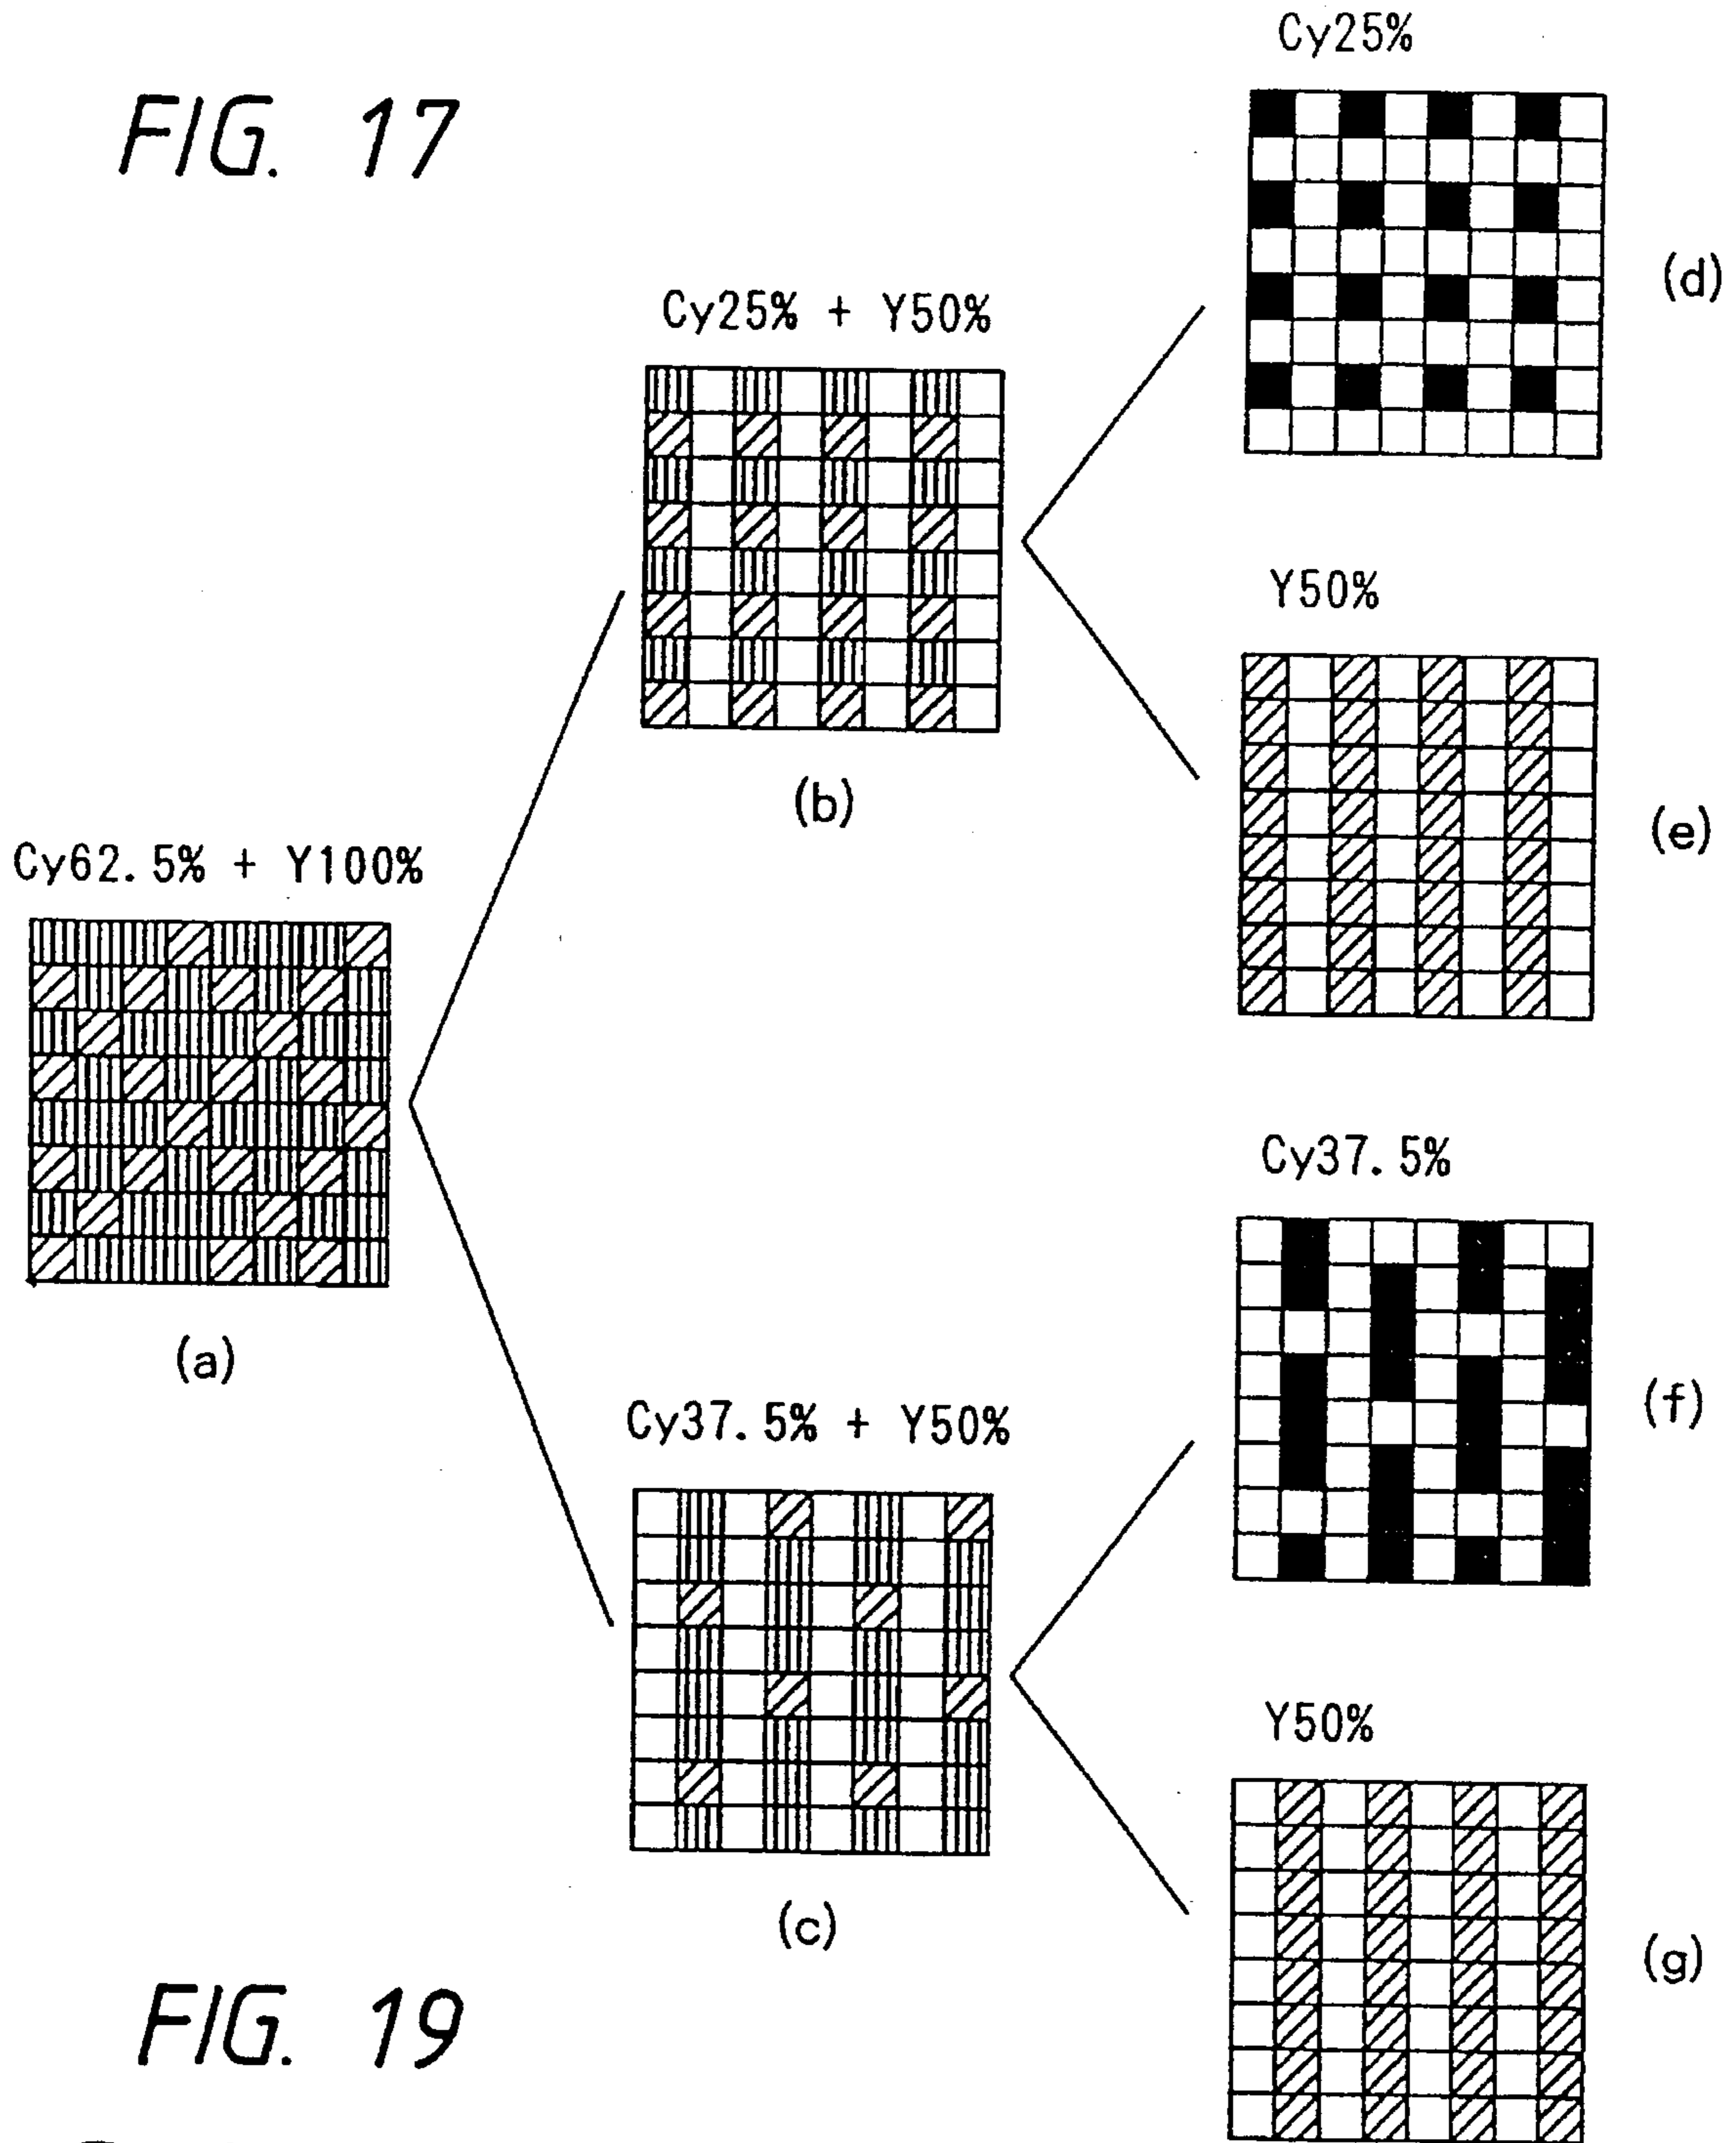 FIG. 17
Cy25%
(d)
Cy25% + Y50%
(b)
Y50%
(e)
Cy62.5% + Y100%
(a)
Cy37.5%
(f)
Cy37.5% + Y50%
(c)
Y50%
(g)
FIG. 19